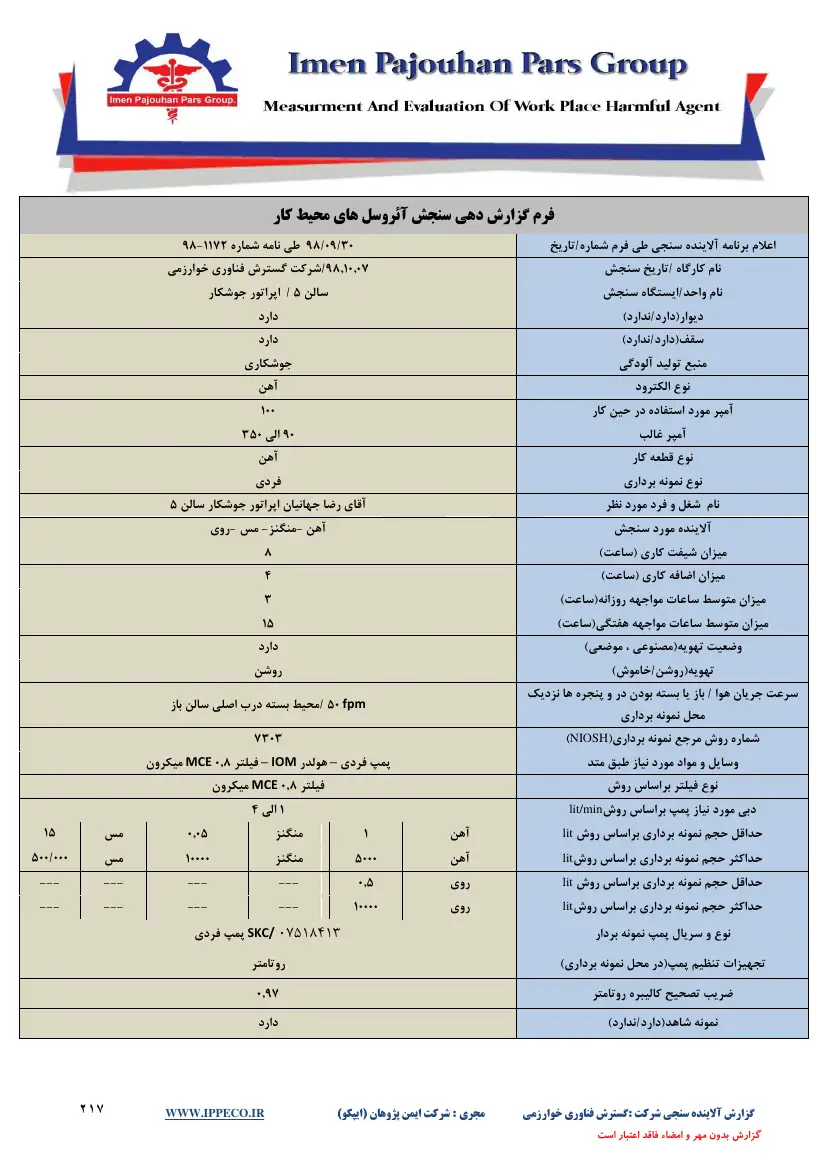 Imen Pajouhan Pars Group
Imen Pajouhan Pars Group.
Measurment And Evaluation Of Work Place Harmful Agent
فرم گزارش دهی سنجش آئروسل های محیط کار
اعلام برنامه آلاینده سنجی طی فرم شماره/تاریخ ۹۸/۰۹/۳۰ طی نامه شماره ۱۱۷۲-۹۸
نام کارگاه /تاریخ سنجش ۹۸,۱۰,۰۷/شرکت گسترش فناوری خوارزمی
نام واحد/ایستگاه سنجش سالن ۵ / اپراتور جوشکار
دیوار(دارد/ندارد) دارد
سقف(دارد/ندارد) دارد
منبع تولید آلودگی جوشکاری
نوع الکترود آهن
آمپر مورد استفاده در حین کار ۱۰۰
آمپر غالب ۹۰ الی ۳۵۰
نوع قطعه کار آهن
نوع نمونه برداری فردی
نام شغل و فرد مورد نظر آقای رضا جهانیان اپراتور جوشکار سالن ۵
آلاینده مورد سنجش آهن -منگنز- مس -روی
میزان شیفت کاری (ساعت) ۸
میزان اضافه کاری (ساعت) ۴
میزان متوسط ساعات مواجهه روزانه(ساعت) ۳
میزان متوسط ساعات مواجهه هفتگی(ساعت) ۱۵
وضعیت تهویه(مصنوعی ، موضعی) دارد
تهویه(روشن/خاموش) روشن
سرعت جریان هوا / باز یا بسته بودن در و پنجره ها نزدیک
محل نمونه برداری ۵۰ fpm /محیط بسته درب اصلی سالن باز
شماره روش مرجع نمونه برداری(NIOSH) ۷۳۰۳
وسایل و مواد مورد نیاز طبق متد پمپ فردی – هولدر IOM – فیلتر MCE ۰,۸ میکرون
نوع فیلتر براساس روش فیلتر MCE ۰,۸ میکرون
دبی مورد نیاز پمپ براساس روش lit/min ۱ الی ۴
حداقل حجم نمونه برداری براساس روش lit آهن ۱ منگنز ۰,۰۵ مس ۱۵
حداکثر حجم نمونه برداری براساس روش lit آهن ۵۰۰۰ منگنز ۱۰۰۰۰ مس ۵۰۰/۰۰۰
حداقل حجم نمونه برداری براساس روش lit روی ۰,۵ --- --- --- ---
حداکثر حجم نمونه برداری براساس روش lit روی ۱۰۰۰۰ --- --- --- ---
نوع و سریال پمپ نمونه بردار ۰۷۵۱۸۴۱۳ /SKC پمپ فردی
تجهیزات تنظیم پمپ(در محل نمونه برداری) روتامتر
ضریب تصحیح کالیبره روتامتر ۰,۹۷
نمونه شاهد(دارد/ندارد) دارد
گزارش آلاینده سنجی شرکت :گسترش فناوری خوارزمی مجری : شرکت ایمن پژوهان (ایپکو) WWW.IPPECO.IR ۲۱۷
گزارش بدون مهر و امضاء فاقد اعتبار است